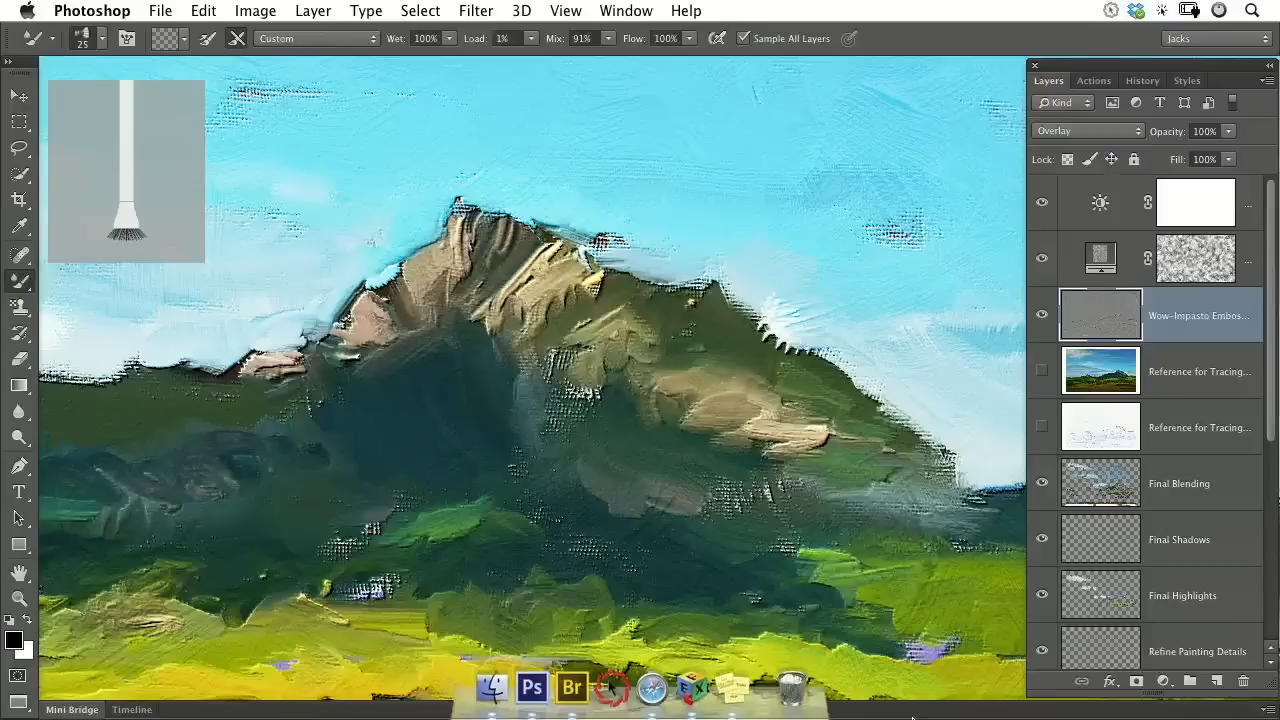 Photoshop File Edit Image Layer Type Select Filter 3D View Window Help
25 Custom Wet: 100% Load: 1% Mix: 91% Flow: 100% Sample All Layers Jacks
Layers Actions History Styles
Kind
Overlay Opacity: 100%
Lock: Fill: 100%
...
...
Wow-Impasto Embos...
Reference for Tracing...
Reference for Tracing...
Final Blending
Final Shadows
Final Highlights
Refine Painting Details
fx
Ps Br
Mini Bridge Timeline